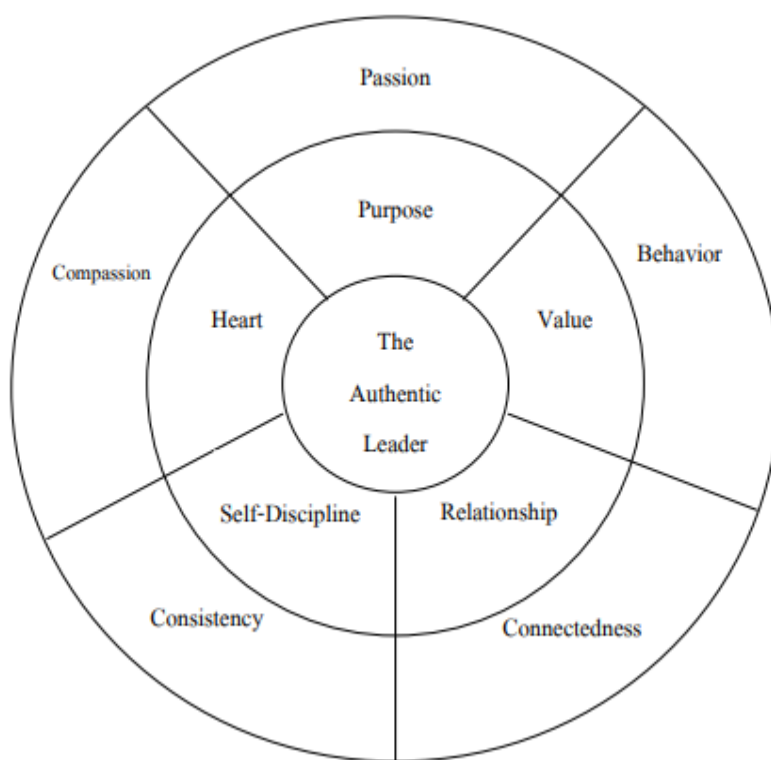 Passion
Purpose
Behavior
Compassion
Heart
Value
The
Authentic
Leader
Self-Discipline
Relationship
Consistency
Connectedness